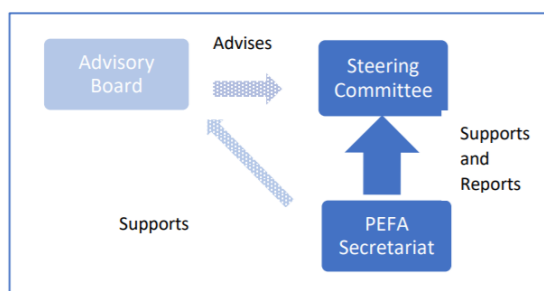 Advises
Advisory
Board
Steering
Committee
Supports
and
Reports
Supports
PEFA
Secretariat